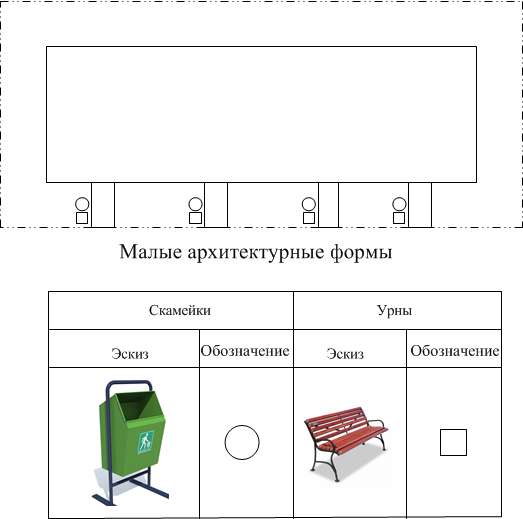 Малые архитектурные формы
Скамейки Урны
Эскиз Обозначение Эскиз Обозначение